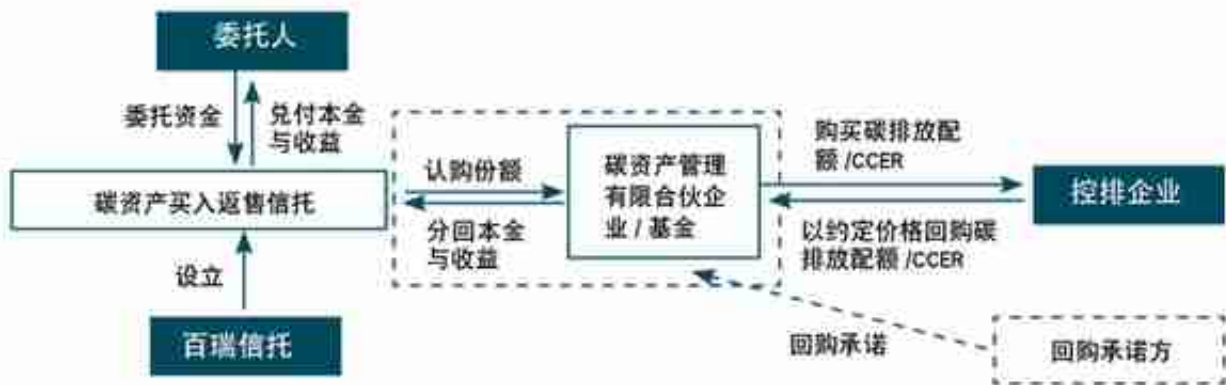 委托人
委托资金
兑付本金
与收益
碳资产买入返售信托
设立
百瑞信托
认购份额
分回本金
与收益
碳资产管理
有限合伙企
业 / 基金
购买碳排放配
额 /CCER
以约定价格回购碳
排放配额 /CCER
控排企业
回购承诺
回购承诺方